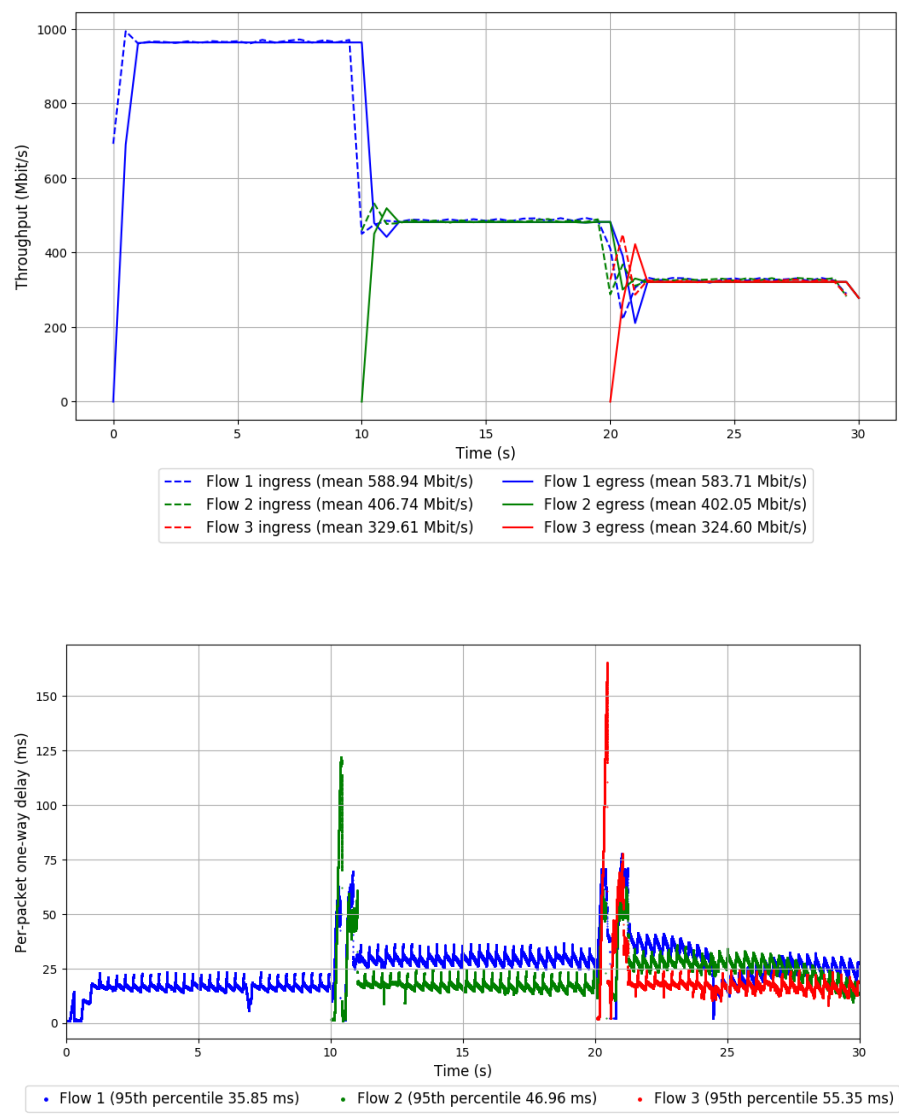 Throughput (Mbit/s)
1000
800
600
400
200
0
0 5 10 15 20 25 30
Time (s)
Flow 1 ingress (mean 588.94 Mbit/s) Flow 1 egress (mean 583.71 Mbit/s)
Flow 2 ingress (mean 406.74 Mbit/s) Flow 2 egress (mean 402.05 Mbit/s)
Flow 3 ingress (mean 329.61 Mbit/s) Flow 3 egress (mean 324.60 Mbit/s)
Per-packet one-way delay (ms)
150
125
100
75
50
25
0
0 5 10 15 20 25 30
Time (s)
Flow 1 (95th percentile 35.85 ms) Flow 2 (95th percentile 46.96 ms) Flow 3 (95th percentile 55.35 ms)